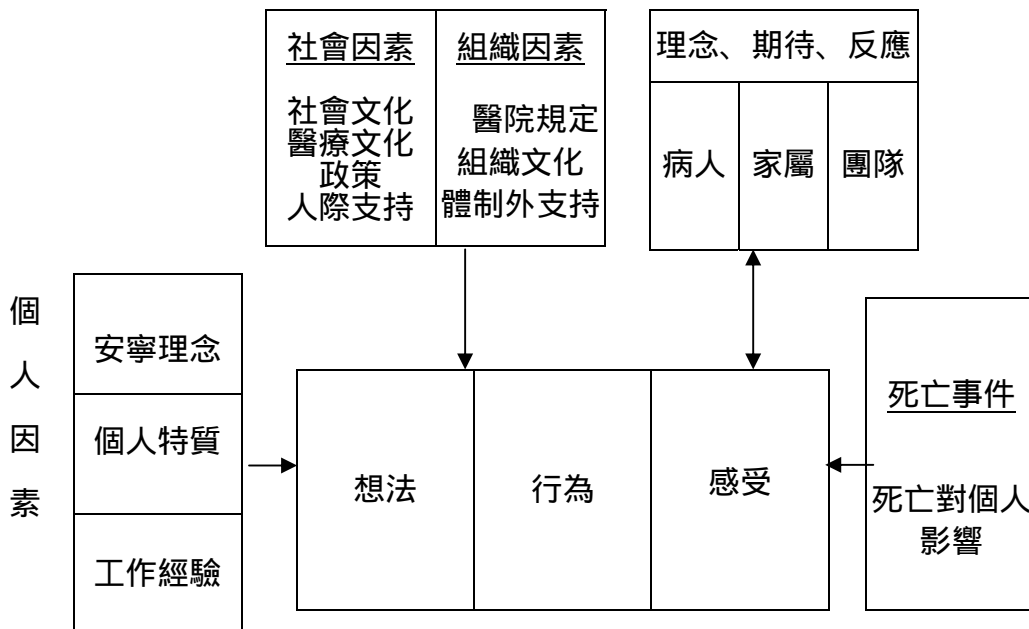 社會因素
社會文化
醫療文化
政策
人際支持
組織因素
醫院規定
組織文化
體制外支持
理念、期待、反應
病人
家屬
團隊
個
人
因
素
安寧理念
個人特質
工作經驗
想法
行為
感受
死亡事件
死亡對個人
影響